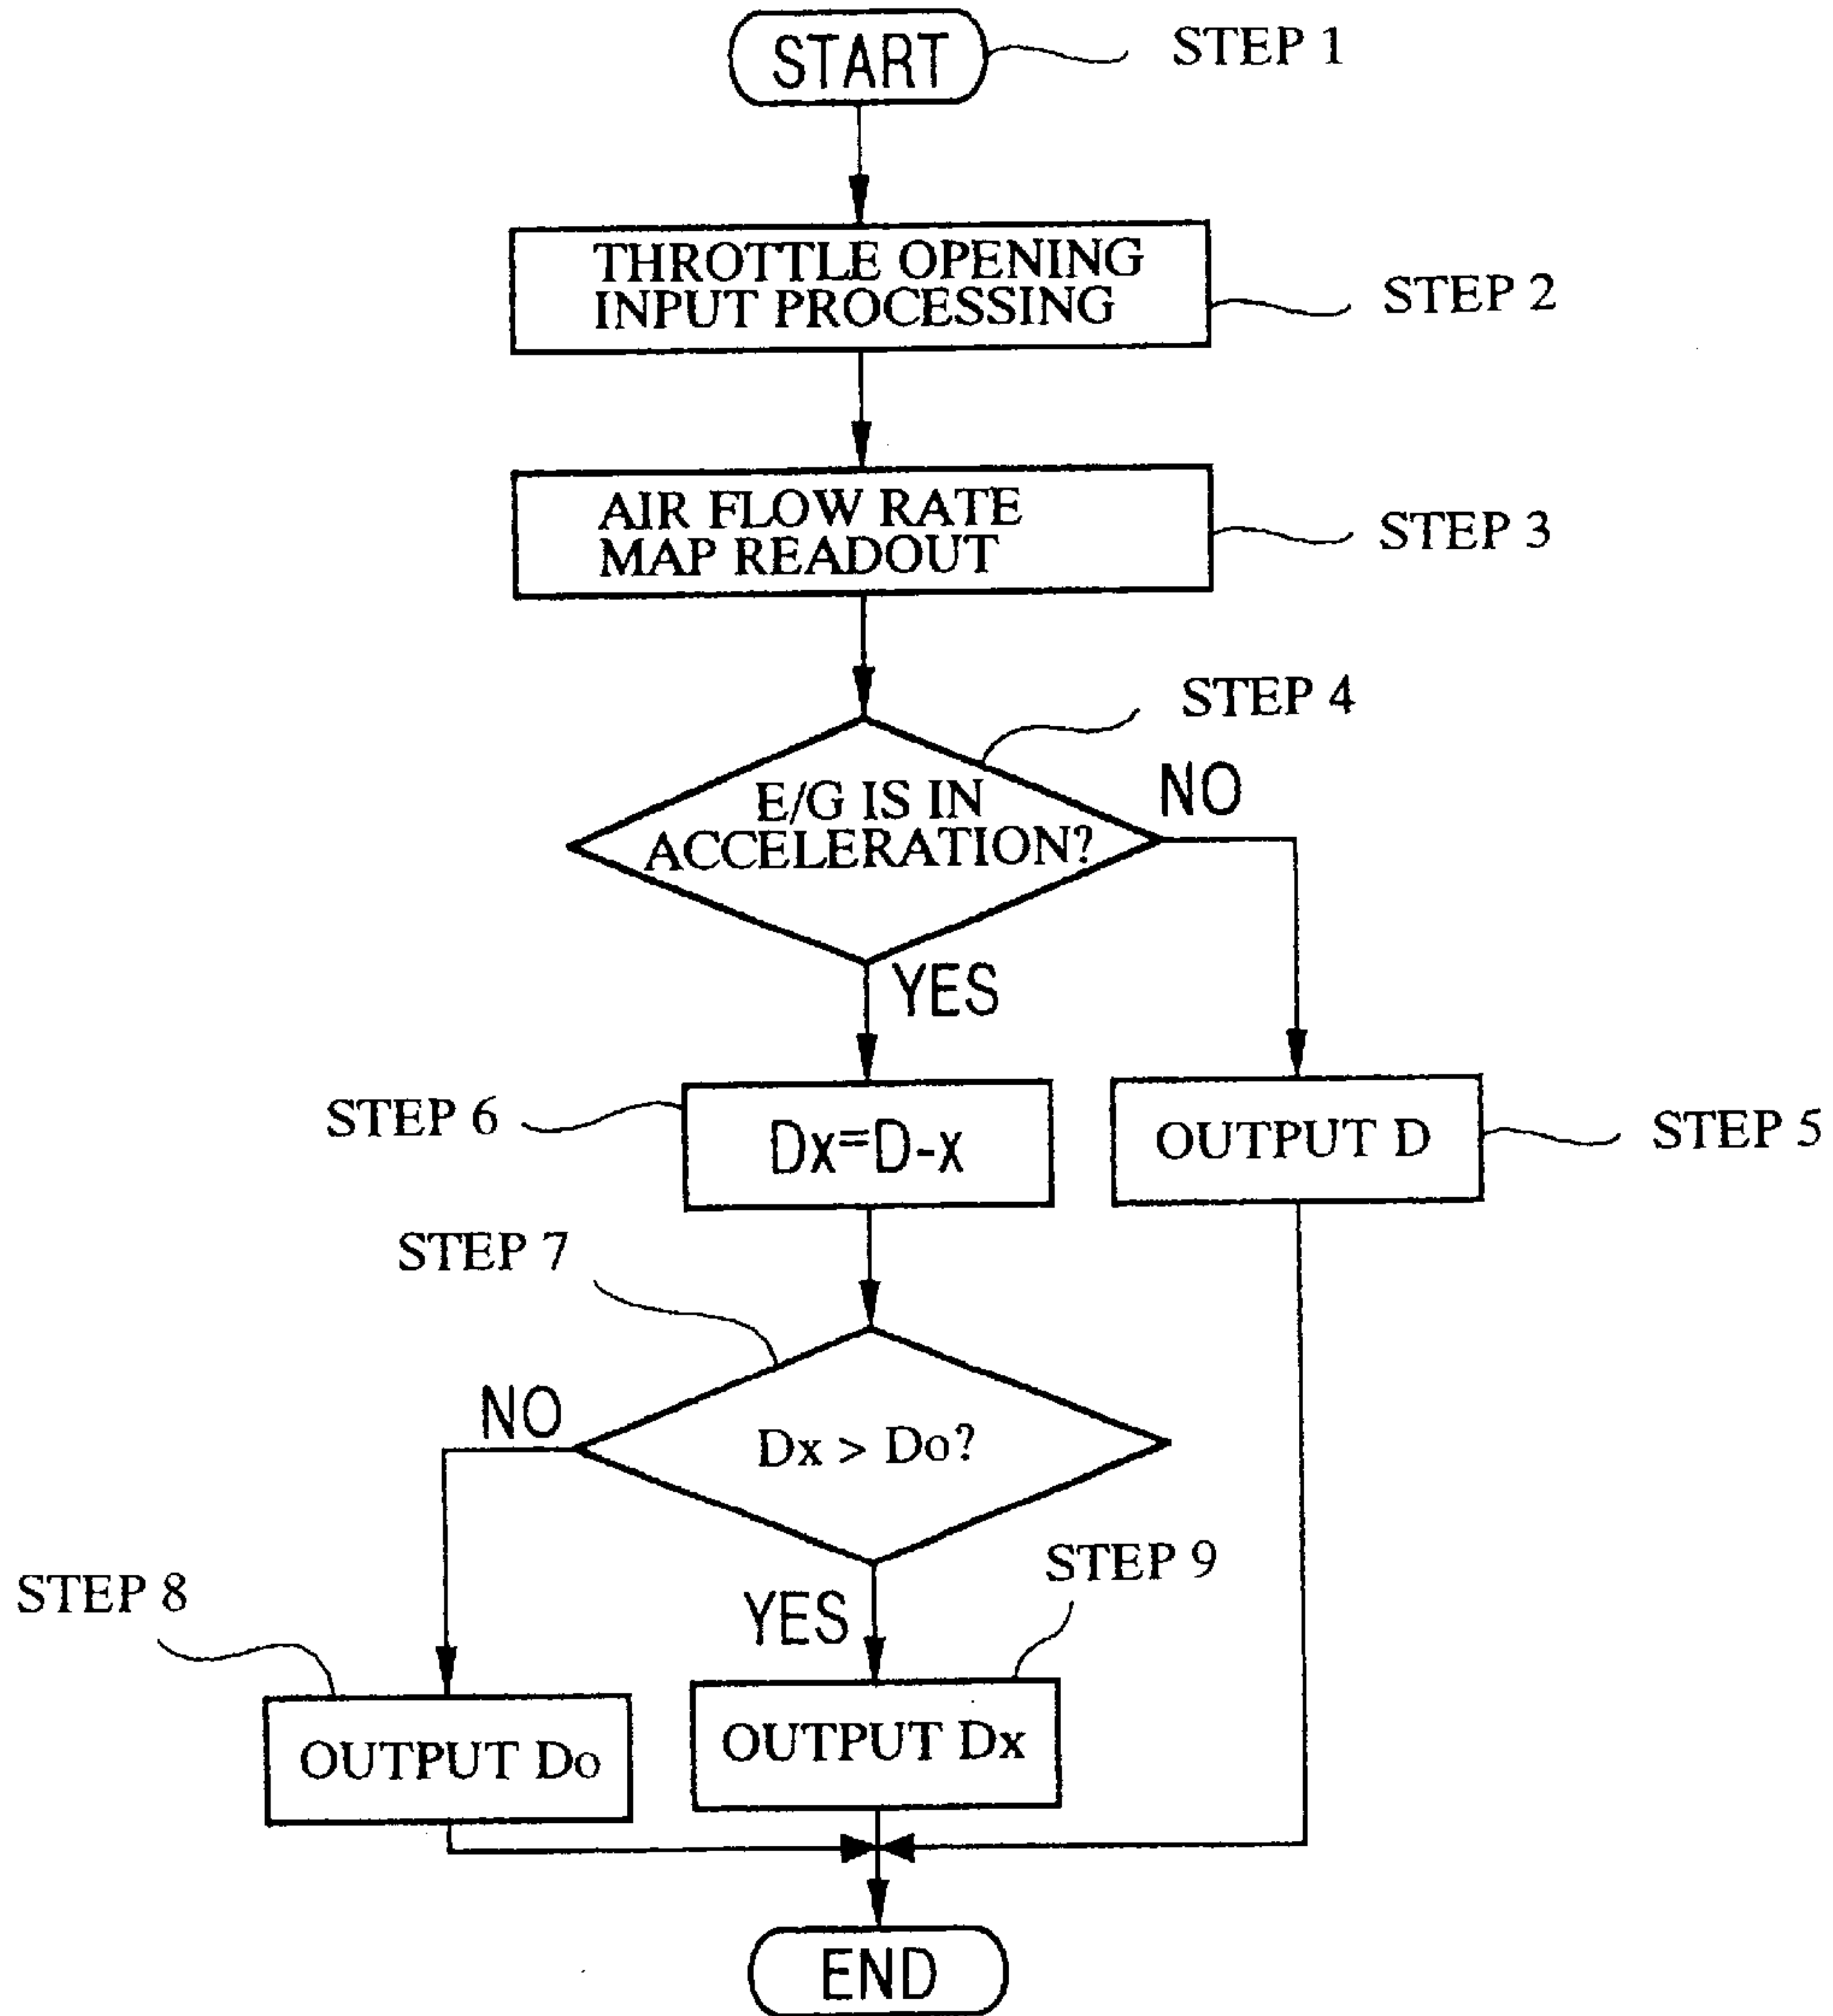 START
STEP 1
THROTTLE OPENING
INPUT PROCESSING
STEP 2
AIR FLOW RATE
MAP READOUT
STEP 3
STEP 4
E/G IS IN
ACCELERATION?
NO
YES
STEP 6
Dx=D-x
OUTPUT D
STEP 5
STEP 7
NO
Dx > Do?
STEP 9
YES
STEP 8
OUTPUT Do
OUTPUT Dx
END